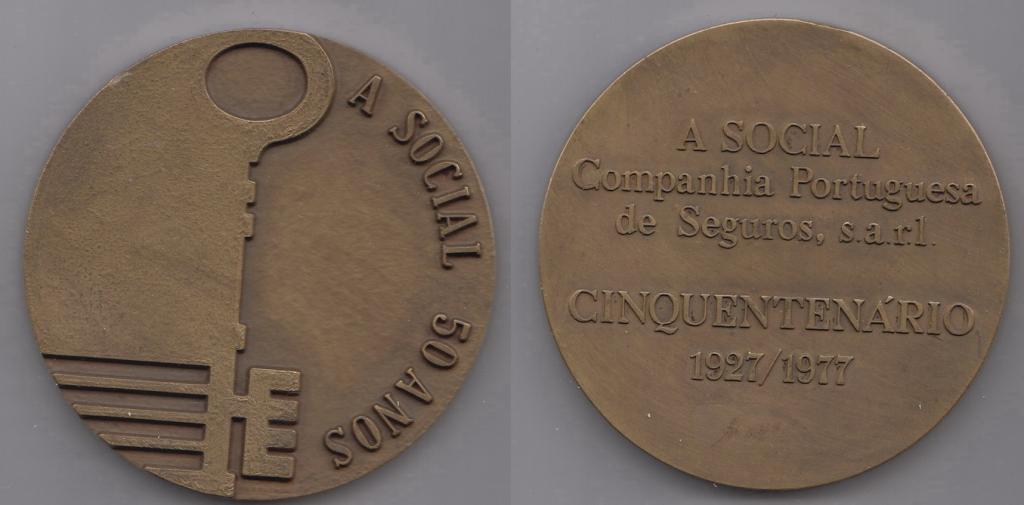 A SOCIAL 50 ANOS
A SOCIAL
Companhia Portuguesa
de Seguros, s.a.r.l.
CINQUENTENÁRIO
1927/1977